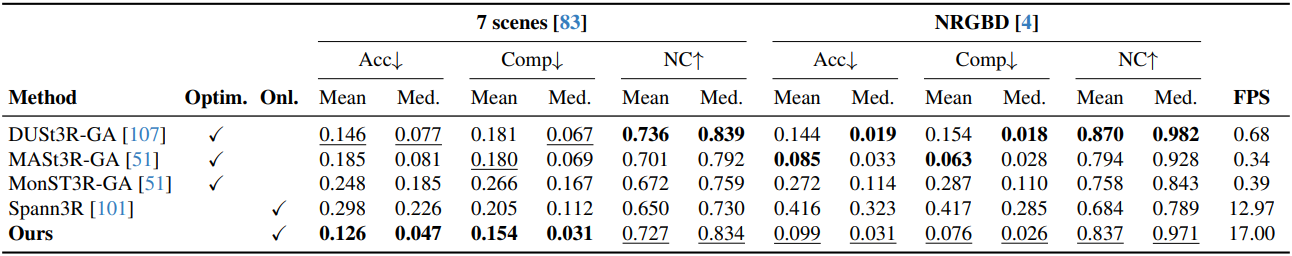 7 scenes [83] NRGBD [4]
Acc↓ Comp↓ NC↑ Acc↓ Comp↓ NC↑
Method Optim. Onl. Mean Med. Mean Med. Mean Med. Mean Med. Mean Med. Mean Med. FPS
DUSt3R-GA [107] ✓ 0.146 0.077 0.181 0.067 0.736 0.839 0.144 0.019 0.154 0.018 0.870 0.982 0.68
MASt3R-GA [51] ✓ 0.185 0.081 0.180 0.069 0.701 0.792 0.085 0.033 0.063 0.028 0.794 0.928 0.34
MonST3R-GA [51] ✓ 0.248 0.185 0.266 0.167 0.672 0.759 0.272 0.114 0.287 0.110 0.758 0.843 0.39
Spann3R [101] ✓ 0.298 0.226 0.205 0.112 0.650 0.730 0.416 0.323 0.417 0.285 0.684 0.789 12.97
Ours ✓ 0.126 0.047 0.154 0.031 0.727 0.834 0.099 0.031 0.076 0.026 0.837 0.971 17.00